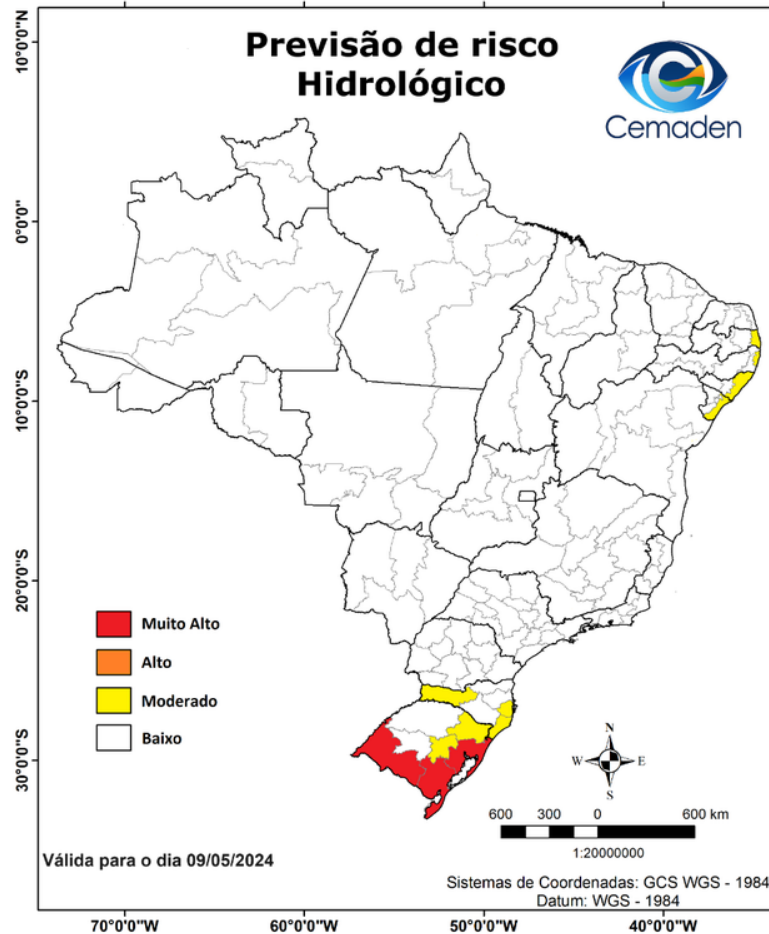 Previsão de risco
Hidrológico
Cemaden
10°0'0"N
0°0'0"
10°0'0"S
20°0'0"S
30°0'0"S
Muito Alto
Alto
Moderado
Baixo
N
W
E
S
600 300 0 600 km
1:20000000
Válida para o dia 09/05/2024
Sistemas de Coordenadas: GCS WGS - 1984
Datum: WGS - 1984
70°0'0"W 60°0'0"W 50°0'0"W 40°0'0"W